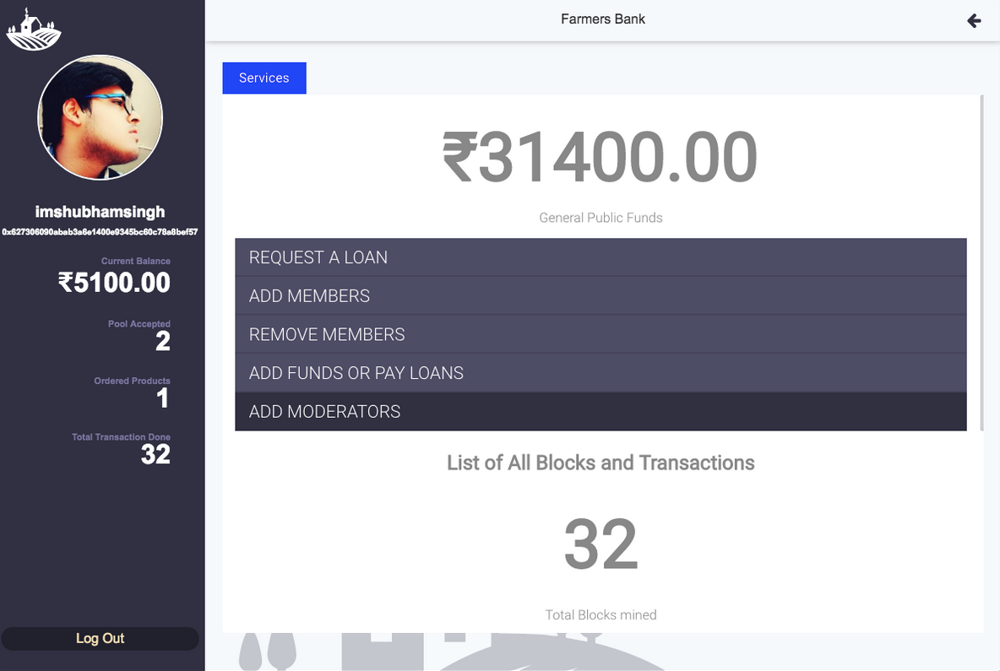 Farmers Bank
Services
imshubhamsingh
0x627306090abab3a6e1400e9345bc60c78a8bef57
Current Balance
₹5100.00
Pool Accepted
2
Ordered Products
1
Total Transaction Done
32
Log Out
₹31400.00
General Public Funds
REQUEST A LOAN
ADD MEMBERS
REMOVE MEMBERS
ADD FUNDS OR PAY LOANS
ADD MODERATORS
List of All Blocks and Transactions
32
Total Blocks mined